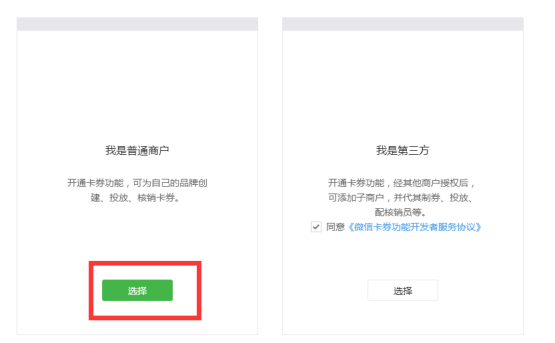 我是普通商户
开通卡券功能，可为自己的品牌创
建、投放、核销卡券。
选择
我是第三方
开通卡券功能，经其他商户授权后，
可添加子商户，并代其制券、投放、
配核销员等。
同意《微信卡券功能开发者服务协议》
选择